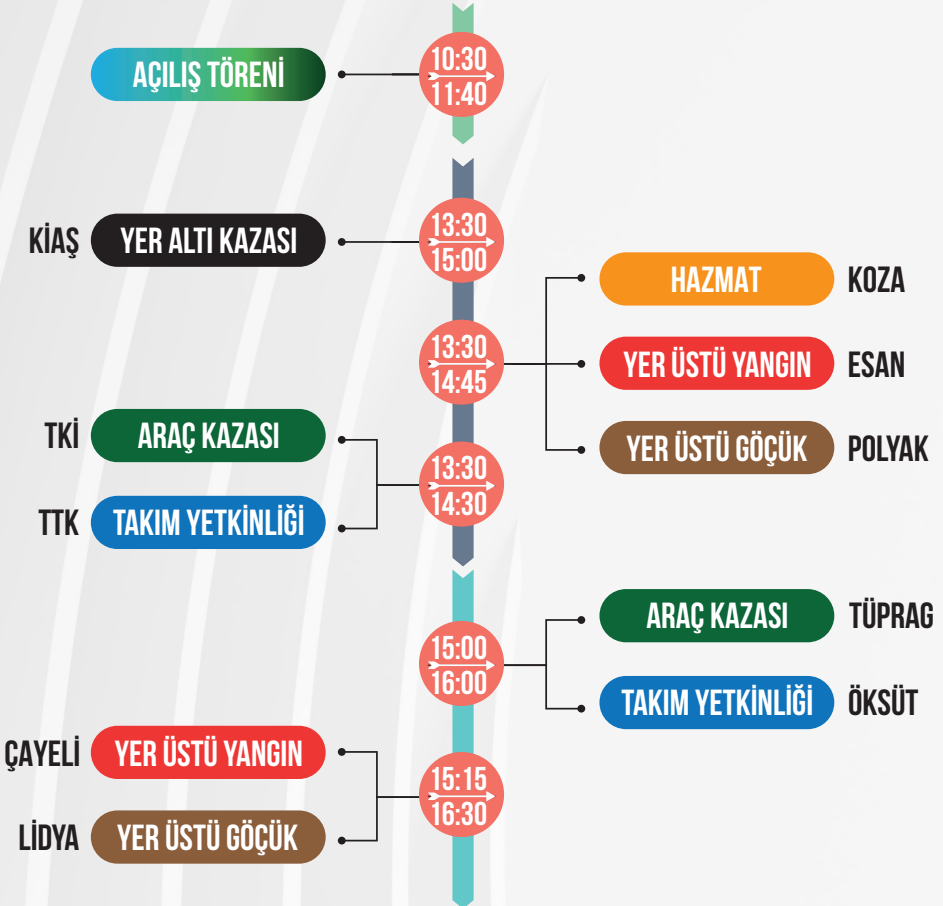 AÇILIŞ TÖRENİ
10:30
11:40
KİAŞ YER ALTI KAZASI
13:30
15:00
13:30
14:45
HAZMAT KOZA
YER ÜSTÜ YANGIN ESAN
YER ÜSTÜ GÖÇÜK POLYAK
TKİ ARAÇ KAZASI
TTK TAKIM YETKİNLİĞİ
13:30
14:30
15:00
16:00
ARAÇ KAZASI TÜPRAG
TAKIM YETKİNLİĞİ ÖKSÜT
ÇAYELİ YER ÜSTÜ YANGIN
LİDYA YER ÜSTÜ GÖÇÜK
15:15
16:30